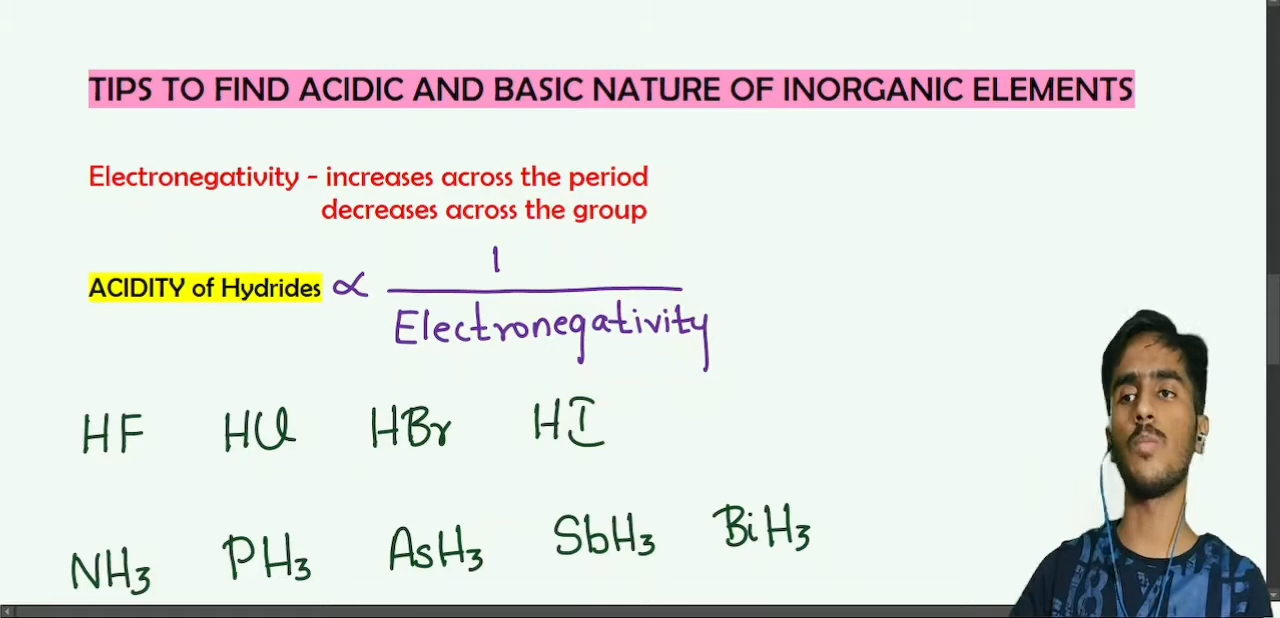 TIPS TO FIND ACIDIC AND BASIC NATURE OF INORGANIC ELEMENTS
Electronegativity - increases across the period
decreases across the group
ACIDITY of Hydrides ∝ 1 / Electronegativity
HF HCl HBr HI
NH₃ PH₃ AsH₃ SbH₃ BiH₃